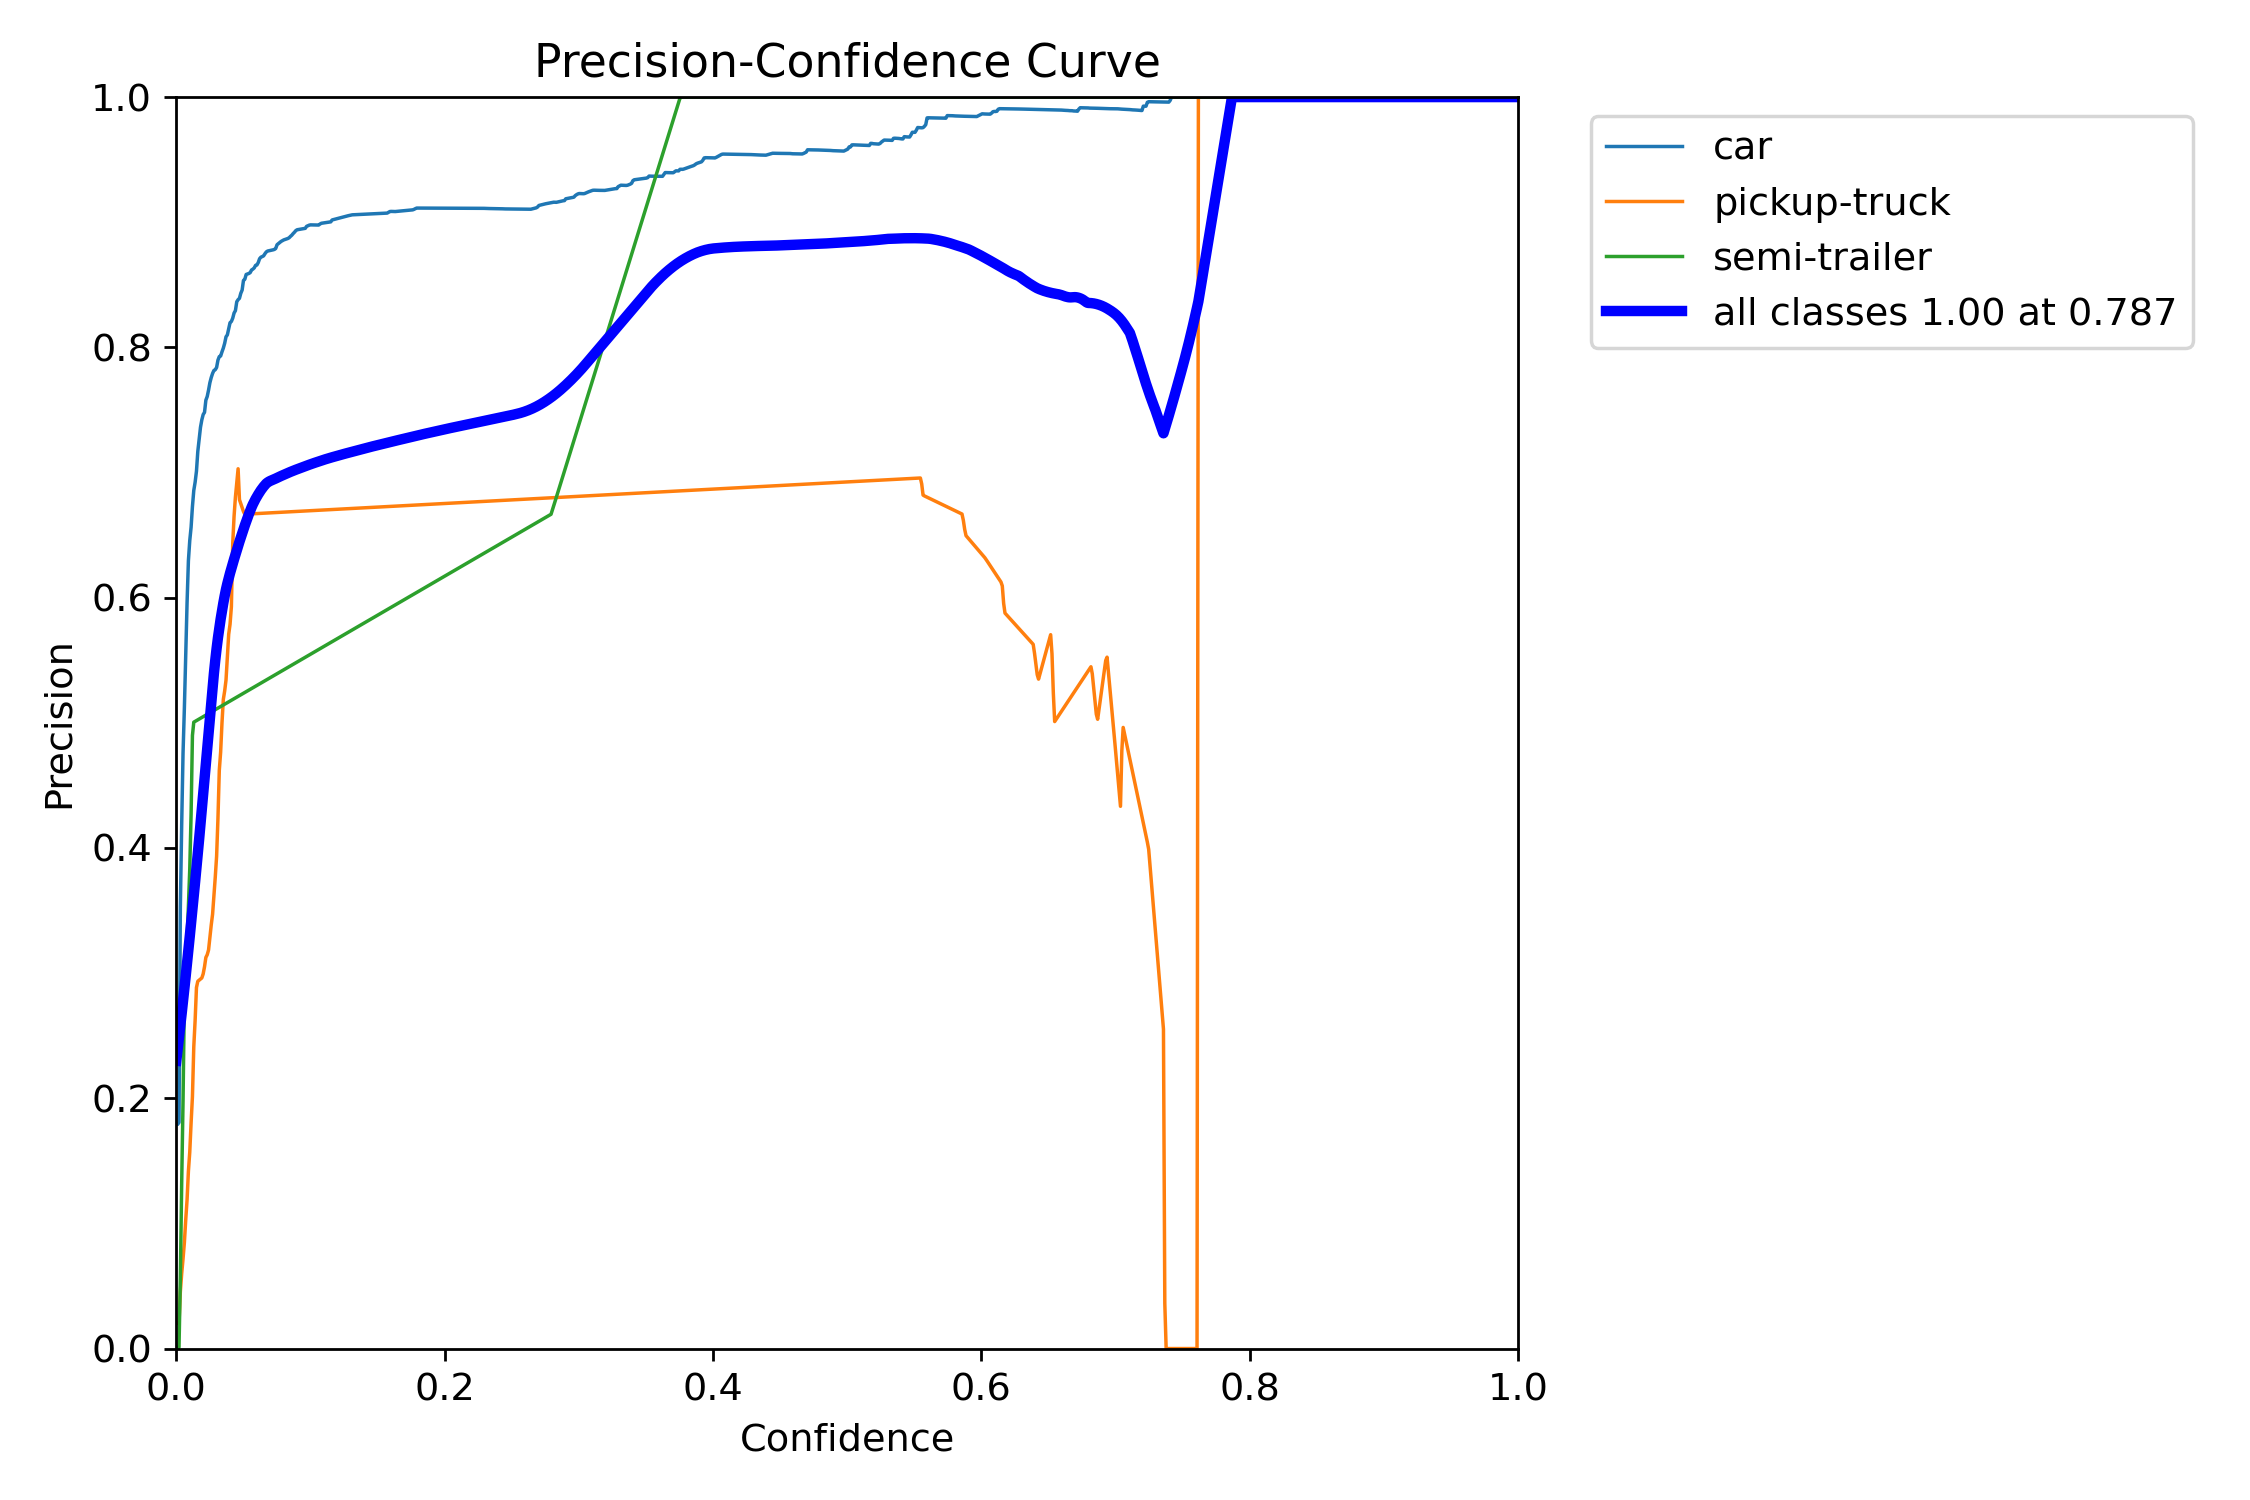 Precision-Confidence Curve
1.0
0.8
0.6
0.4
0.2
0.0
Precision
0.0 0.2 0.4 0.6 0.8 1.0
Confidence
car
pickup-truck
semi-trailer
all classes 1.00 at 0.787